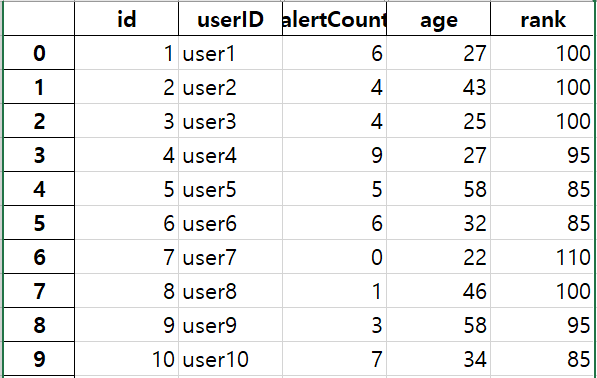 id userID alertCount age rank
0 1 user1 6 27 100
1 2 user2 4 43 100
2 3 user3 4 25 100
3 4 user4 9 27 95
4 5 user5 5 58 85
5 6 user6 6 32 85
6 7 user7 0 22 110
7 8 user8 1 46 100
8 9 user9 3 58 95
9 10 user10 7 34 85